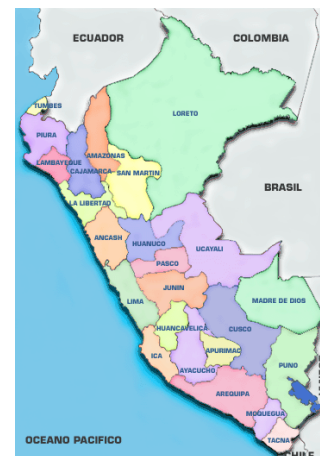 ECUADOR
COLOMBIA
TUMBES
LORETO
PIURA
AMAZONAS
LAMBAYEQUE
CAJAMARCA
SAN MARTIN
BRASIL
LA LIBERTAD
ANCASH
HUANUCO
UCAYALI
PASCO
JUNIN
LIMA
MADRE DE DIOS
HUANCAVELICA
CUSCO
ICA
APURIMAC
AYACUCHO
PUNO
AREQUIPA
MOQUEGUA
OCEANO PACIFICO
TACNA
CHILE